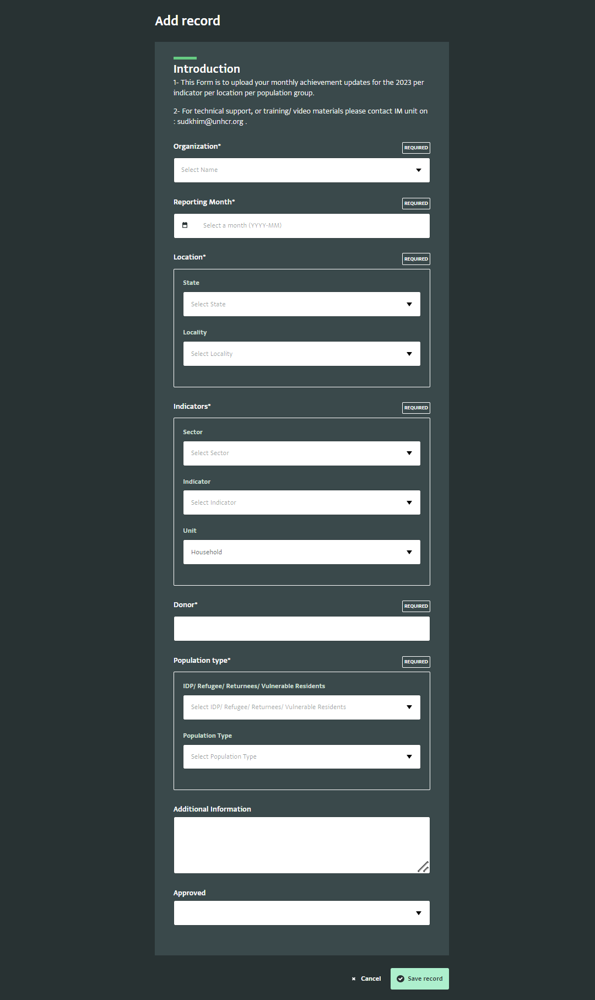 Add record
Introduction
1- This Form is to upload your monthly achievement updates for the 2023 per
indicator per location per population group.
2- For technical support, or training/ video materials please contact IM unit on
: sudkhim@unhcr.org .
Organization*
REQUIRED
Select Name
Reporting Month*
REQUIRED
Select a month (YYYY-MM)
Location*
REQUIRED
State
Select State
Locality
Select Locality
Indicators*
REQUIRED
Sector
Select Sector
Indicator
Select Indicator
Unit
Household
Donor*
REQUIRED
Population type*
REQUIRED
IDP/ Refugee/ Returnees/ Vulnerable Residents
Select IDP/ Refugee/ Returnees/ Vulnerable Residents
Population Type
Select Population Type
Additional Information
Approved
Cancel
Save record